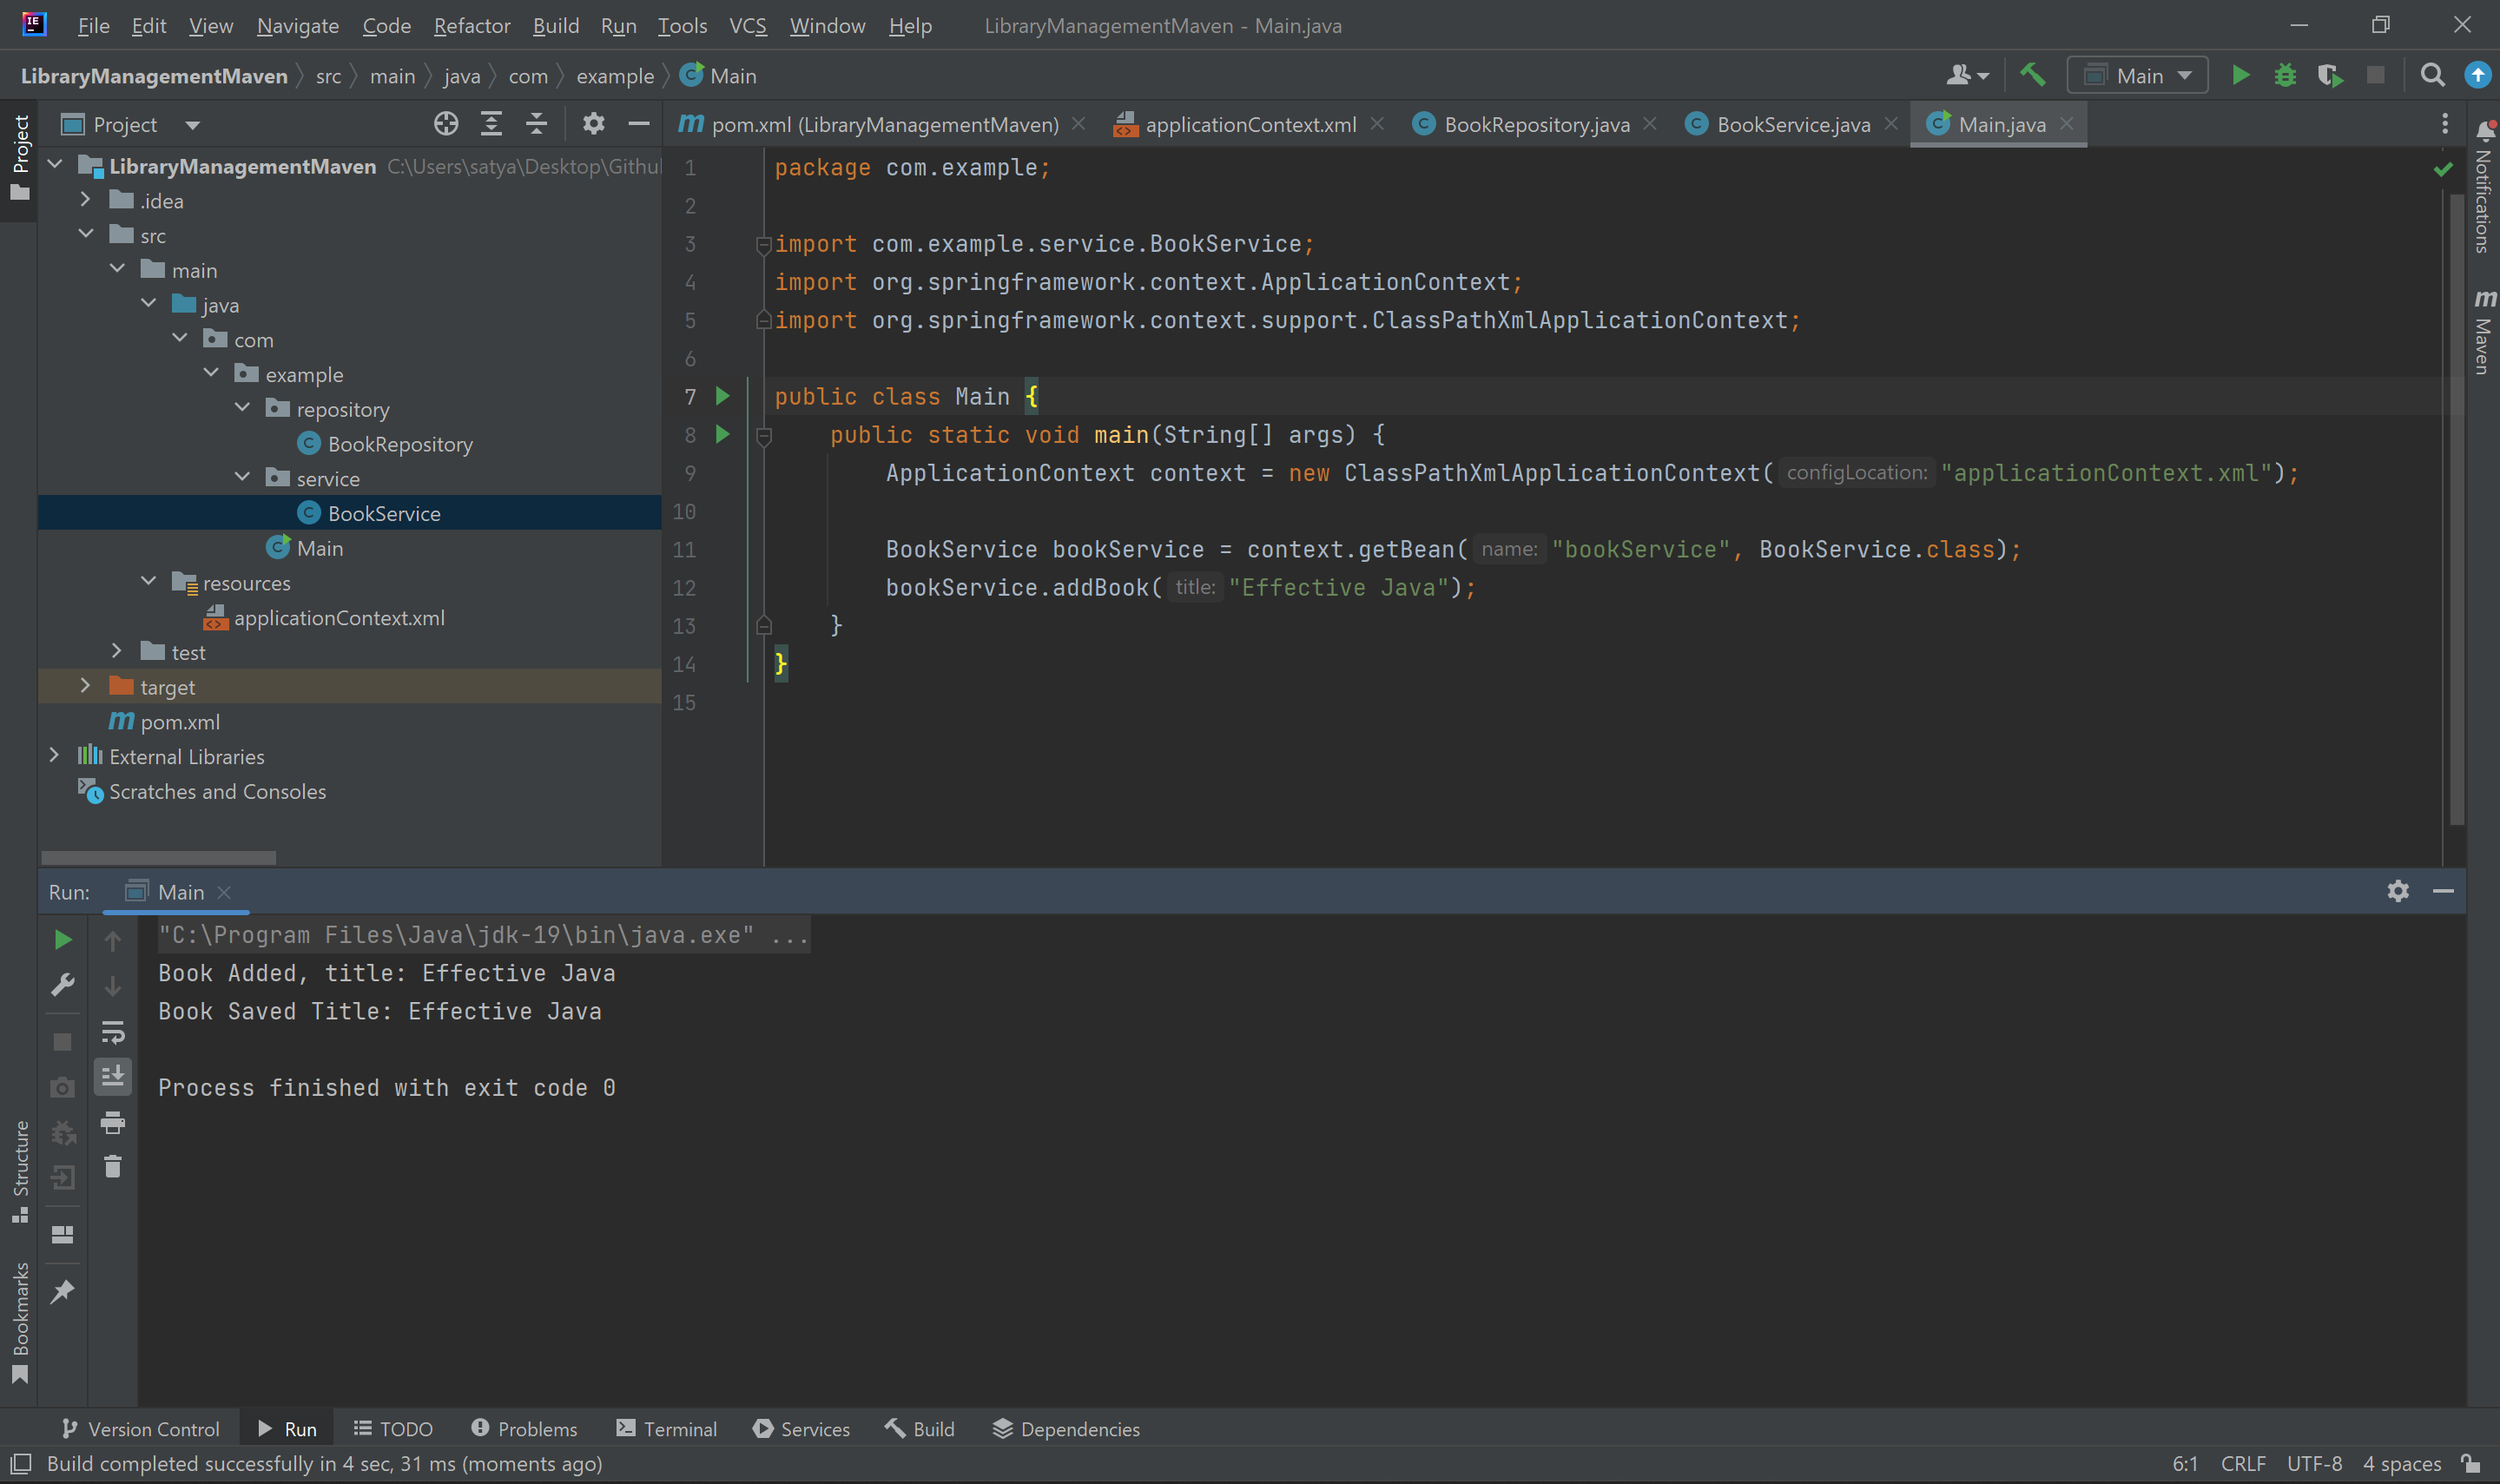 File Edit View Navigate Code Refactor Build Run Tools VCS Window Help LibraryManagementMaven - Main.java
LibraryManagementMaven src main java com example Main Main
Project
pom.xml (LibraryManagementMaven) applicationContext.xml BookRepository.java BookService.java Main.java
Project
LibraryManagementMaven C:\Users\satya\Desktop\Githu
.idea
src
main
java
com
example
repository
BookRepository
service
BookService
Main
resources
applicationContext.xml
test
target
pom.xml
External Libraries
Scratches and Consoles
1 package com.example;
2
3 import com.example.service.BookService;
4 import org.springframework.context.ApplicationContext;
5 import org.springframework.context.support.ClassPathXmlApplicationContext;
6
7 public class Main {
8 public static void main(String[] args) {
9 ApplicationContext context = new ClassPathXmlApplicationContext( configLocation: "applicationContext.xml");
10
11 BookService bookService = context.getBean( name: "bookService", BookService.class);
12 bookService.addBook( title: "Effective Java");
13 }
14 }
15
Notifications
Maven
Run: Main
"C:\Program Files\Java\jdk-19\bin\java.exe" ...
Book Added, title: Effective Java
Book Saved Title: Effective Java
Process finished with exit code 0
Structure
Bookmarks
Version Control Run TODO Problems Terminal Services Build Dependencies
Build completed successfully in 4 sec, 31 ms (moments ago) 6:1 CRLF UTF-8 4 spaces